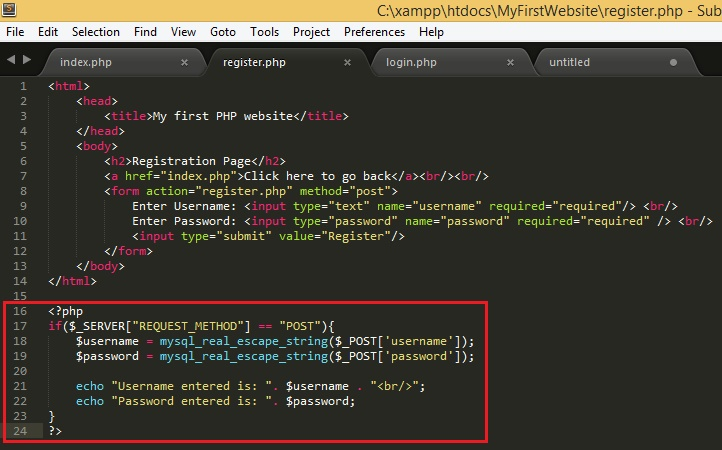 C:\xampp\htdocs\MyFirstWebsite\register.php - Sub
File Edit Selection Find View Goto Tools Project Preferences Help
index.php × register.php × login.php × untitled
1 <html>
2     <head>
3         <title>My first PHP website</title>
4     </head>
5     <body>
6         <h2>Registration Page</h2>
7         <a href="index.php">Click here to go back</a><br/><br/>
8         <form action="register.php" method="post">
9             Enter Username: <input type="text" name="username" required="required"/> <br/>
10             Enter Password: <input type="password" name="password" required="required" /> <br/>
11             <input type="submit" value="Register"/>
12         </form>
13     </body>
14 </html>
15
16 <?php
17 if($_SERVER["REQUEST_METHOD"] == "POST"){
18     $username = mysql_real_escape_string($_POST['username']);
19     $password = mysql_real_escape_string($_POST['password']);
20
21     echo "Username entered is: ". $username . "<br/>";
22     echo "Password entered is: ". $password;
23 }
24 ?>